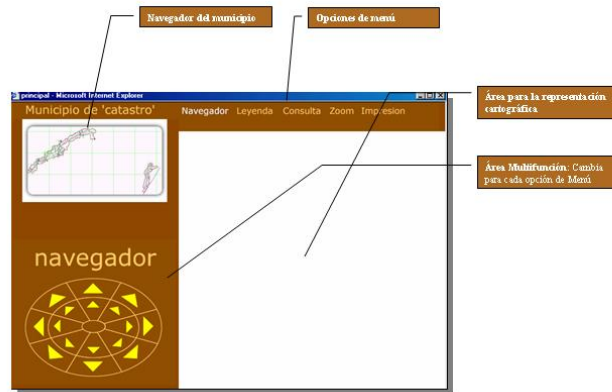 Navegador del municipio
Opciones de menú
principal - Microsoft Internet Explorer
Municipio de 'catastro'
Navegador Leyenda Consulta Zoom Impresion
Área para la representación
cartográfica
Área Multifunción: Cambia
para cada opción de Menú
navegador